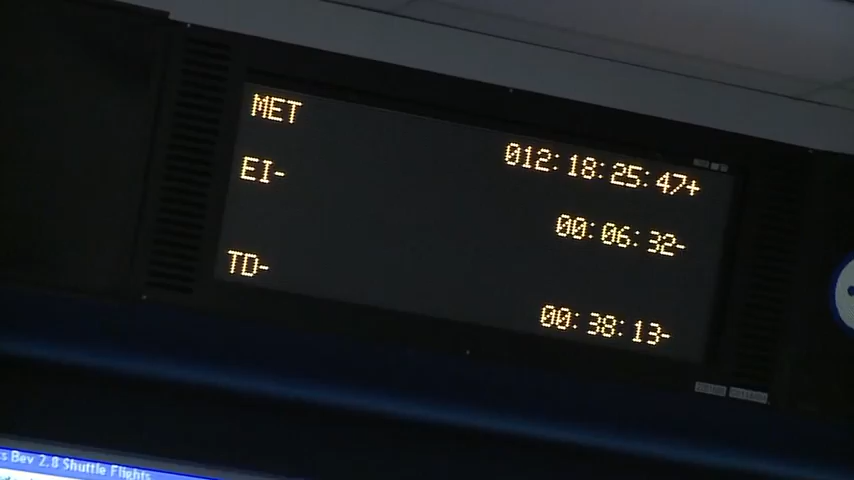 MET
012:18:25:47+
EI-
00:06:32-
TD-
00:38:13-
s Bev 2.8 Shuttle Flights